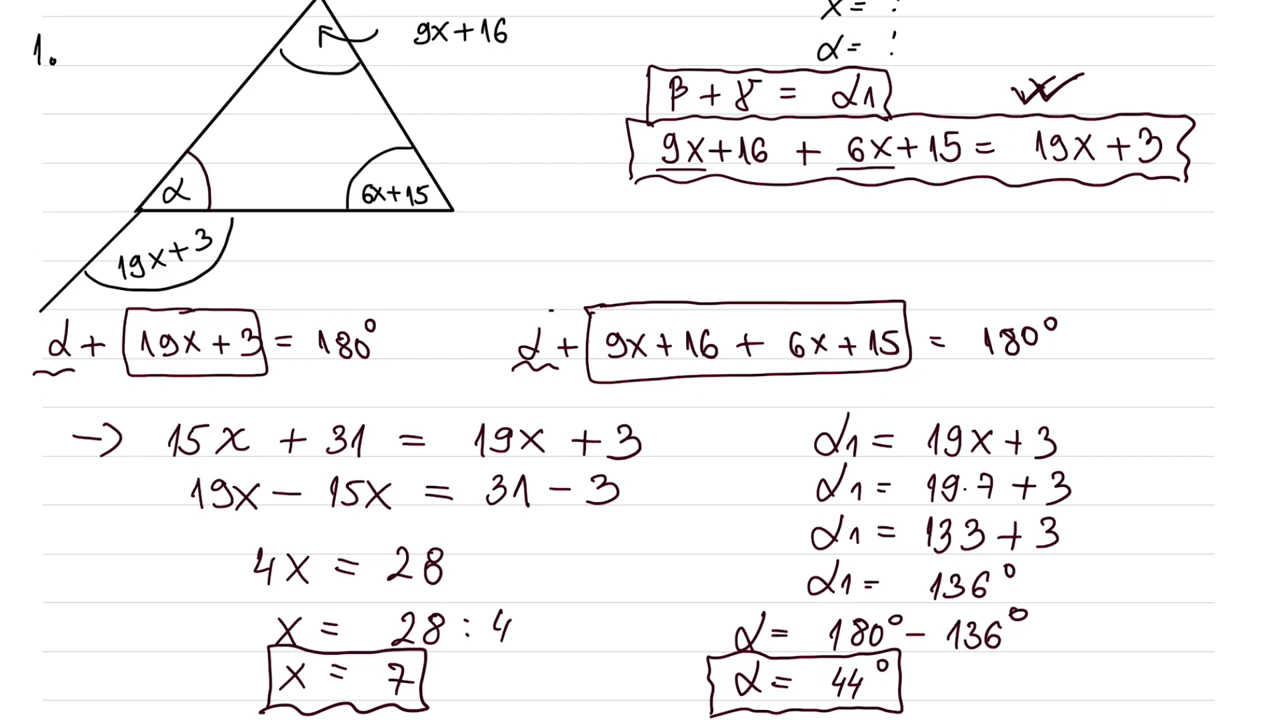 x = ?
1.
9x+16
α = ?
β + γ = α1
9x+16 + 6x+15 = 19x+3
α
6x+15
19x+3
α + 19x+3 = 180°
α + 9x+16 + 6x+15 = 180°
→ 15x + 31 = 19x + 3
19x - 15x = 31 - 3
4x = 28
x = 28 : 4
x = 7
α1 = 19x+3
α1 = 19·7+3
α1 = 133+3
α1 = 136°
α = 180° - 136°
α = 44°